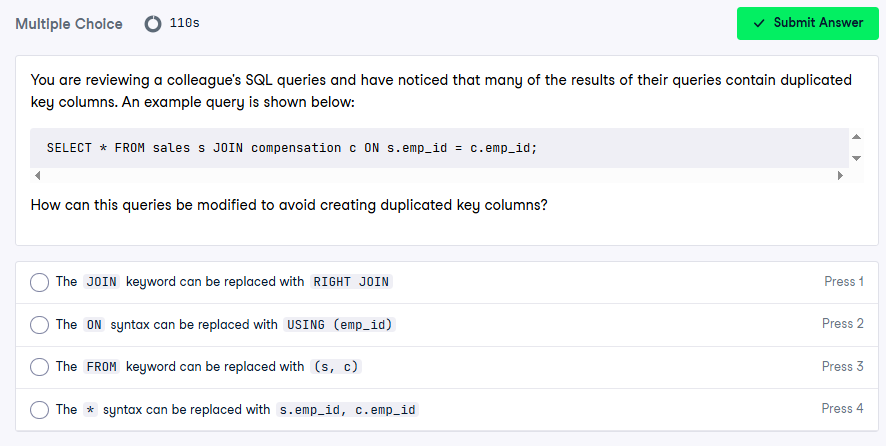 Multiple Choice 110s Submit Answer
You are reviewing a colleague's SQL queries and have noticed that many of the results of their queries contain duplicated
key columns. An example query is shown below:
SELECT * FROM sales s JOIN compensation c ON s.emp_id = c.emp_id;
How can this queries be modified to avoid creating duplicated key columns?
The JOIN keyword can be replaced with RIGHT JOIN Press 1
The ON syntax can be replaced with USING (emp_id) Press 2
The FROM keyword can be replaced with (s, c) Press 3
The * syntax can be replaced with s.emp_id, c.emp_id Press 4